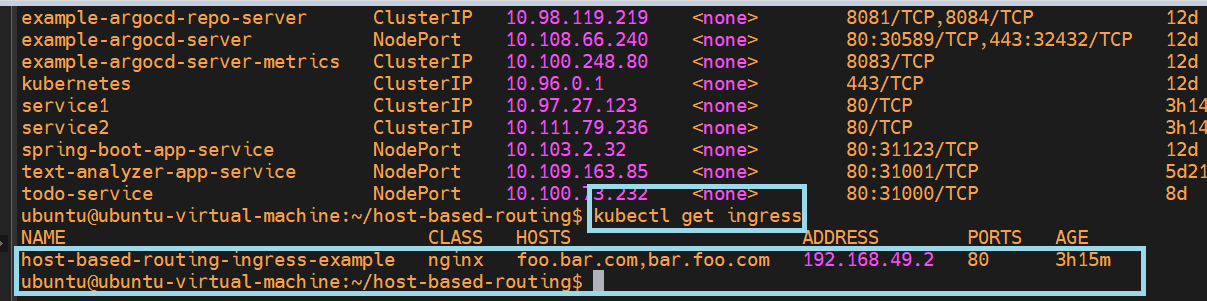 example-argocd-repo-server ClusterIP 10.98.119.219 <none> 8081/TCP,8084/TCP 12d
example-argocd-server NodePort 10.108.66.240 <none> 80:30589/TCP,443:32432/TCP 12d
example-argocd-server-metrics ClusterIP 10.100.248.80 <none> 8083/TCP 12d
kubernetes ClusterIP 10.96.0.1 <none> 443/TCP 12d
service1 ClusterIP 10.97.27.123 <none> 80/TCP 3h14
service2 ClusterIP 10.111.79.236 <none> 80/TCP 3h14
spring-boot-app-service NodePort 10.103.2.32 <none> 80:31123/TCP 12d
text-analyzer-app-service NodePort 10.109.163.85 <none> 80:31001/TCP 5d21
todo-service NodePort 10.100.73.232 <none> 80:31000/TCP 8d
ubuntu@ubuntu-virtual-machine:~/host-based-routing$ kubectl get ingress
NAME CLASS HOSTS ADDRESS PORTS AGE
host-based-routing-ingress-example nginx foo.bar.com,bar.foo.com 192.168.49.2 80 3h15m
ubuntu@ubuntu-virtual-machine:~/host-based-routing$